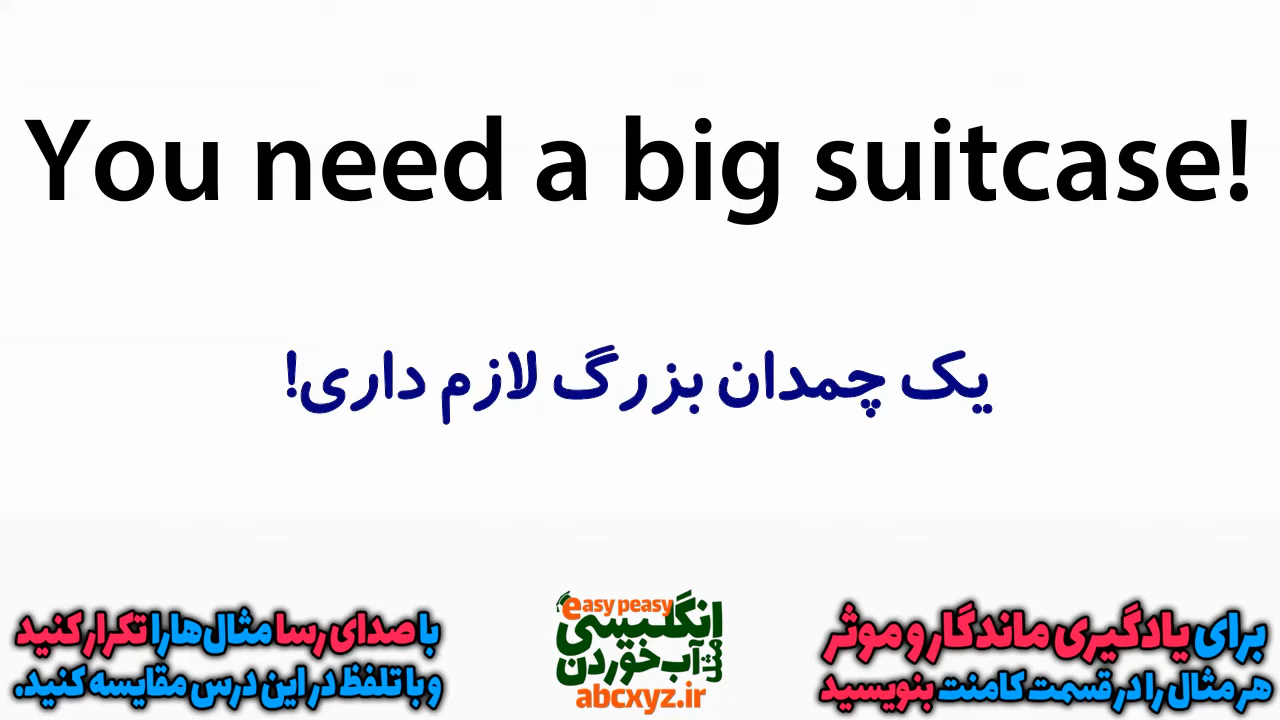 You need a big suitcase!
یک چمدان بزرگ لازم داری!
برای یادگیری ماندگار و موثر
هر مثال را در قسمت کامنت بنویسید
easy peasy
انگلیسی
مثل آب خوردن
abcxyz.ir
با صدای رسا مثال‌ها را تکرار کنید
و با تلفظ در این درس مقایسه کنید.